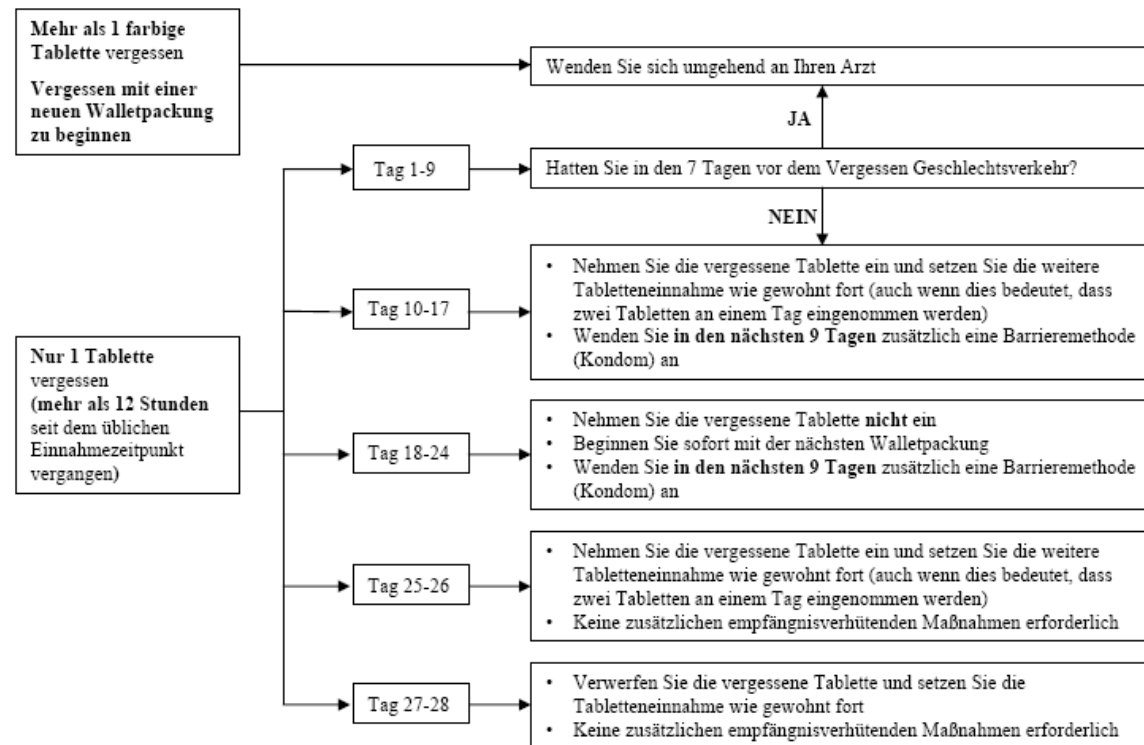 Mehr als 1 farbige
Tablette vergessen
Vergessen mit einer
neuen Walletpackung
zu beginnen
Wenden Sie sich umgehend an Ihren Arzt
JA
Tag 1-9
Hatten Sie in den 7 Tagen vor dem Vergessen Geschlechtsverkehr?
NEIN
Tag 10-17
• Nehmen Sie die vergessene Tablette ein und setzen Sie die weitere
Tabletteneinnahme wie gewohnt fort (auch wenn dies bedeutet, dass
zwei Tabletten an einem Tag eingenommen werden)
• Wenden Sie in den nächsten 9 Tagen zusätzlich eine Barrieremethode
(Kondom) an
Nur 1 Tablette
vergessen
(mehr als 12 Stunden
seit dem üblichen
Einnahmezeitpunkt
vergangen)
Tag 18-24
• Nehmen Sie die vergessene Tablette nicht ein
• Beginnen Sie sofort mit der nächsten Walletpackung
• Wenden Sie in den nächsten 9 Tagen zusätzlich eine Barrieremethode
(Kondom) an
Tag 25-26
• Nehmen Sie die vergessene Tablette ein und setzen Sie die weitere
Tabletteneinnahme wie gewohnt fort (auch wenn dies bedeutet, dass
zwei Tabletten an einem Tag eingenommen werden)
• Keine zusätzlichen empfängnisverhütenden Maßnahmen erforderlich
Tag 27-28
• Verwerfen Sie die vergessene Tablette und setzen Sie die
Tabletteneinnahme wie gewohnt fort
• Keine zusätzlichen empfängnisverhütenden Maßnahmen erforderlich